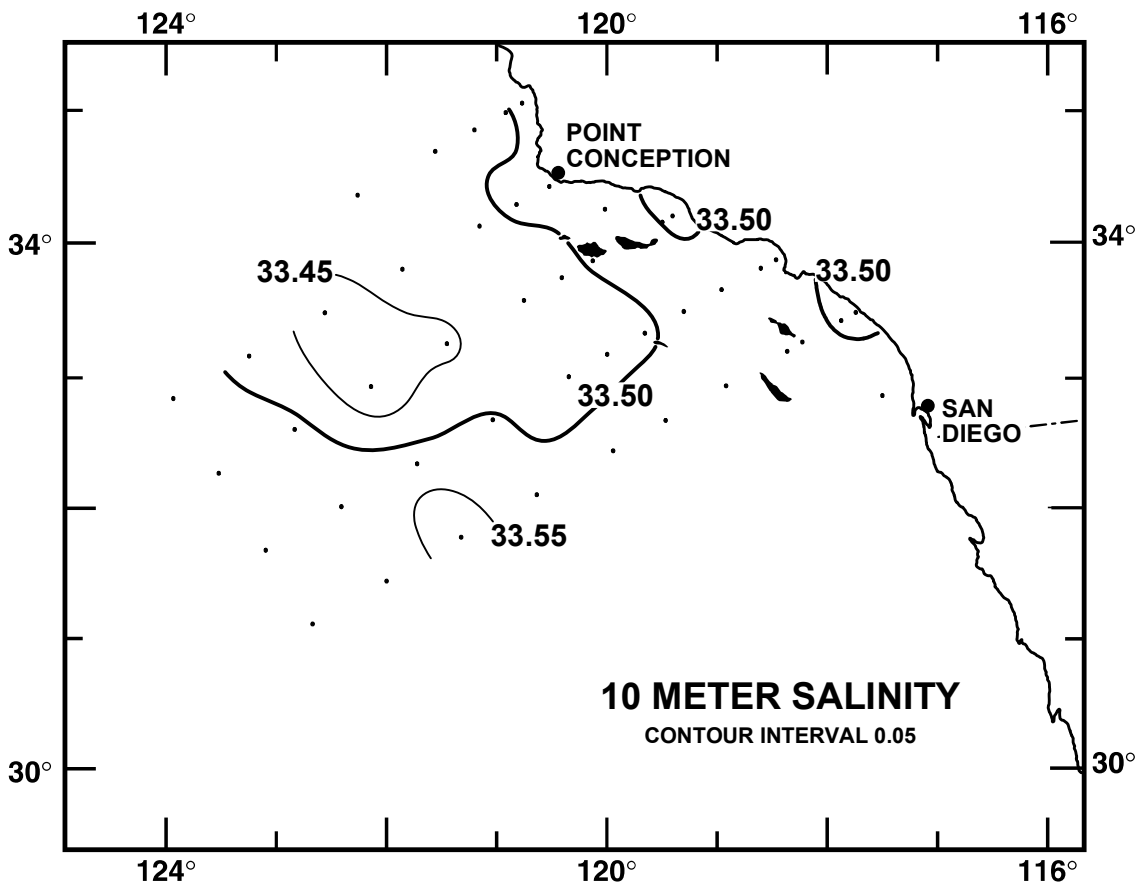 124° 120° 116°
POINT
CONCEPTION
33.50
34° 34°
33.45 33.50
33.50
SAN
DIEGO
33.55
10 METER SALINITY
CONTOUR INTERVAL 0.05
30° 30°
124° 120° 116°